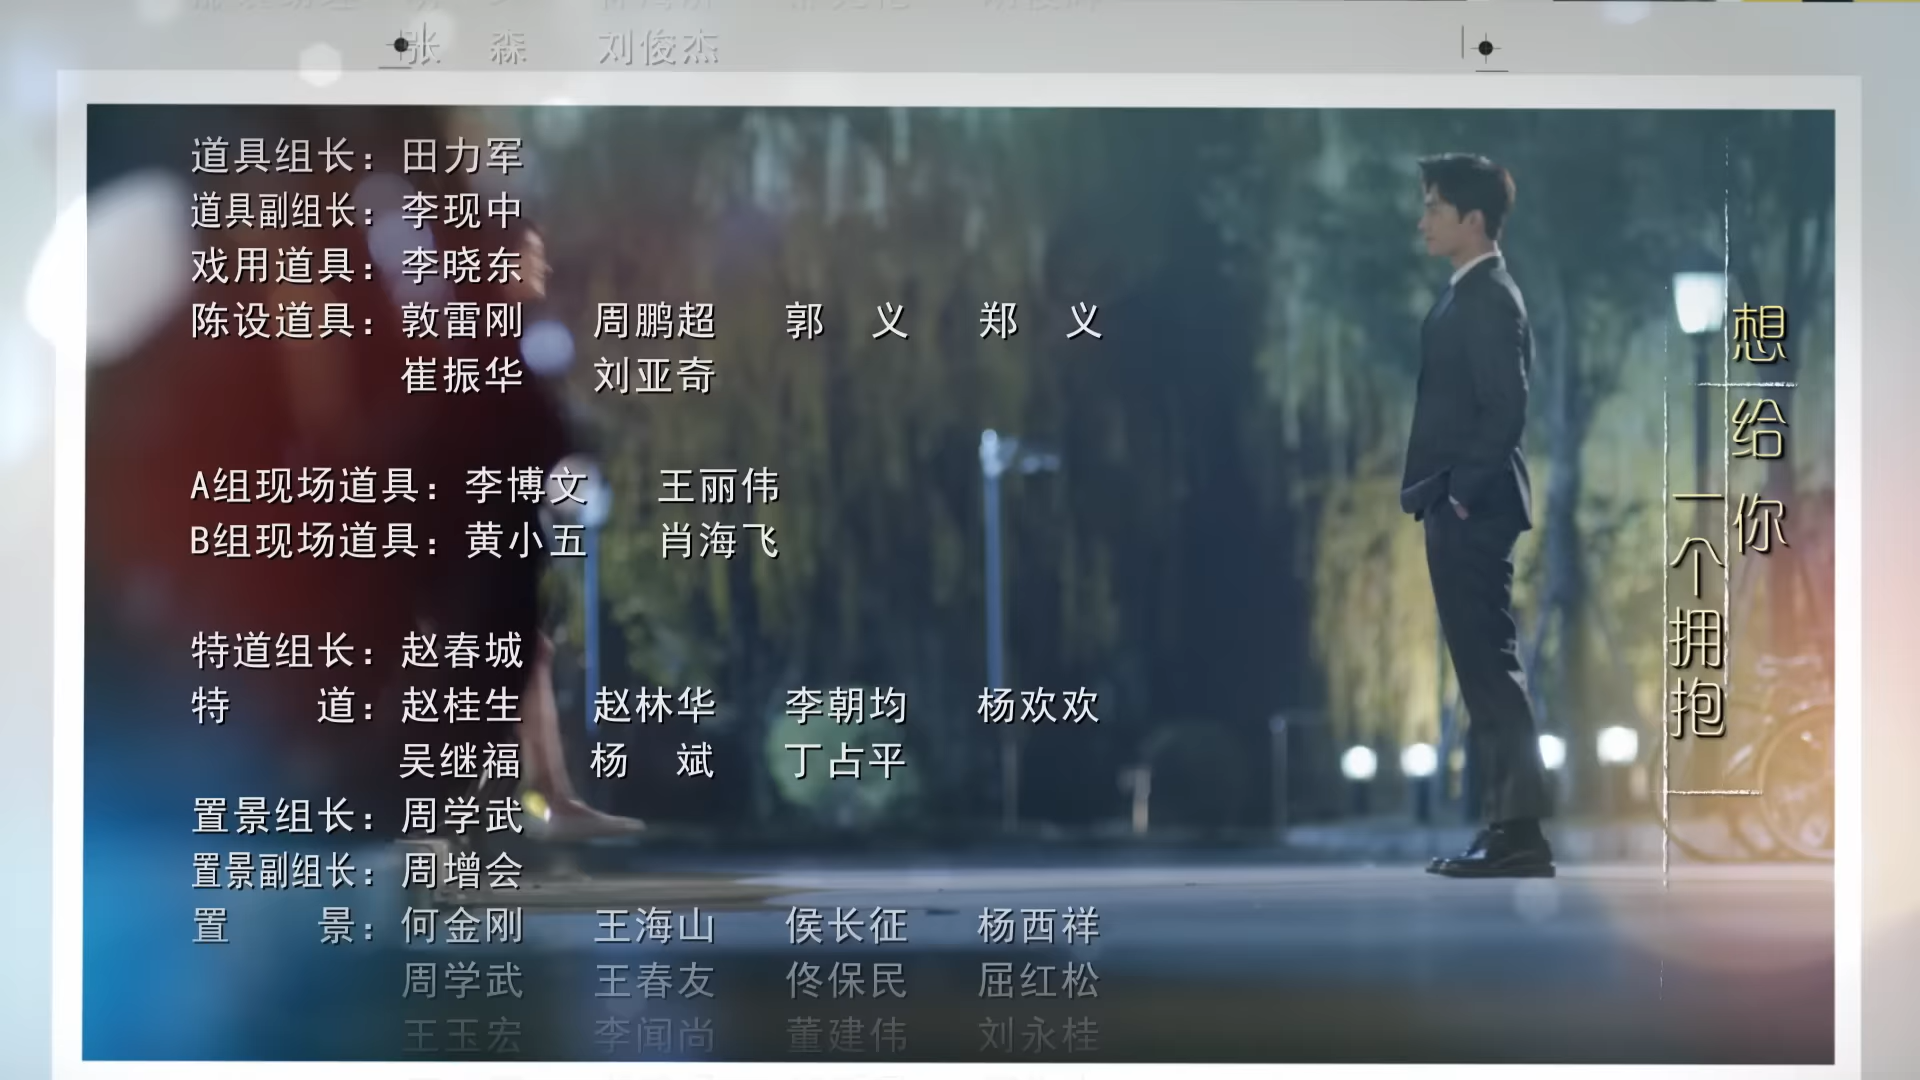 张　森　刘俊杰
道具组长：田力军
道具副组长：李现中
戏用道具：李晓东
陈设道具：敦雷刚　周鹏超　郭　义　郑　义
崔振华　刘亚奇
A组现场道具：李博文　王丽伟
B组现场道具：黄小五　肖海飞
特道组长：赵春城
特　　道：赵桂生　赵林华　李朝均　杨欢欢
吴继福　杨　斌　丁占平
置景组长：周学武
置景副组长：周增会
置　　景：何金刚　王海山　侯长征　杨西祥
周学武　王春友　佟保民　屈红松
王玉宏　李闻尚　董建伟　刘永桂
想给你
一个拥抱